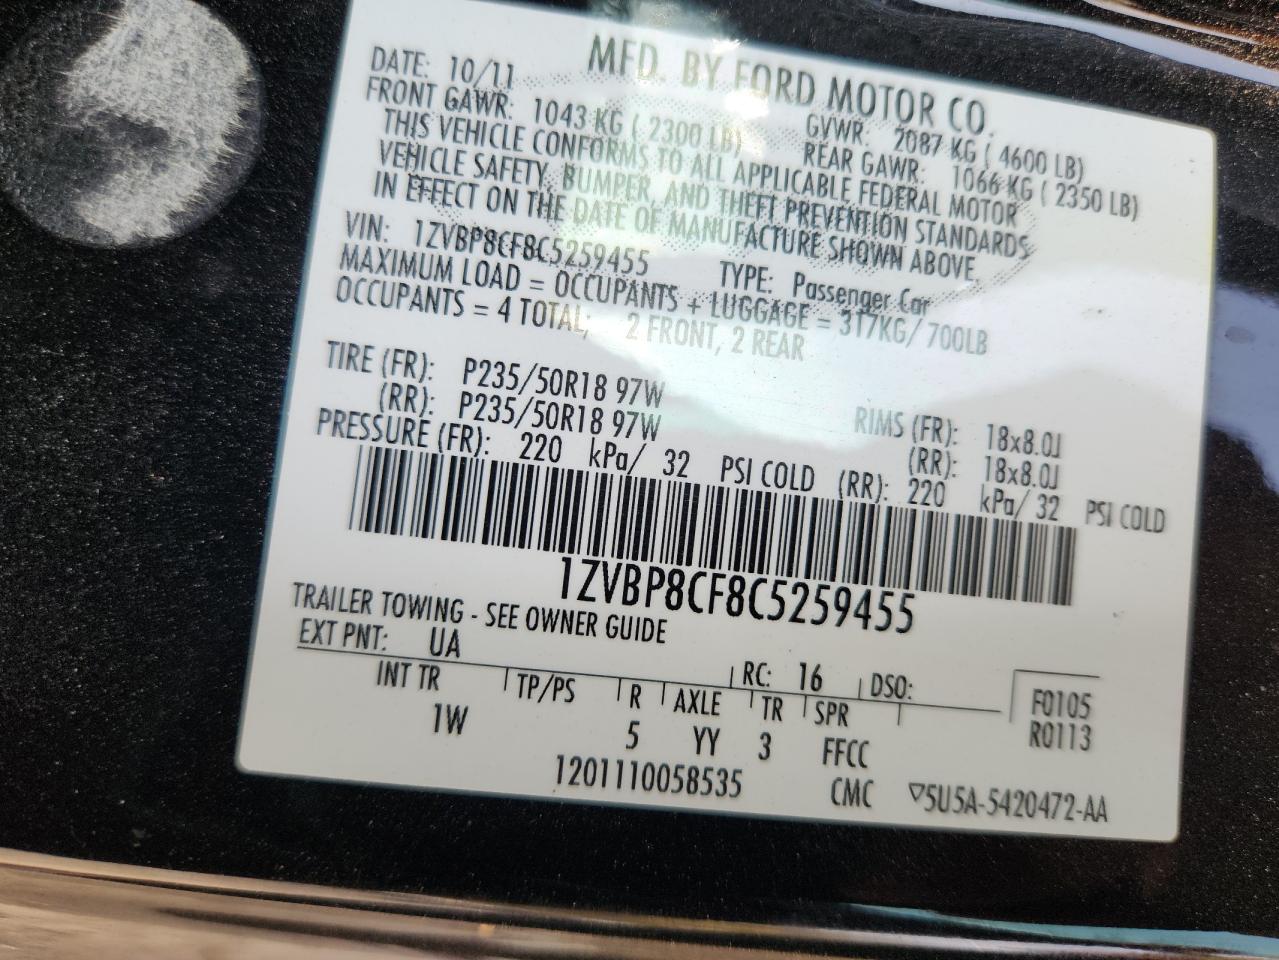 MFD. BY FORD MOTOR CO.
DATE: 10/11 GVWR: 2087 KG ( 4600 LB)
FRONT GAWR: 1043 KG ( 2300 LB) REAR GAWR: 1066 KG ( 2350 LB)
THIS VEHICLE CONFORMS TO ALL APPLICABLE FEDERAL MOTOR
VEHICLE SAFETY, BUMPER, AND THEFT PREVENTION STANDARDS
IN EFFECT ON THE DATE OF MANUFACTURE SHOWN ABOVE.
VIN: 1ZVBP8CF8C5259455 TYPE: Passenger Car
MAXIMUM LOAD = OCCUPANTS + LUGGAGE = 317KG/700LB
OCCUPANTS = 4 TOTAL; 2 FRONT, 2 REAR
TIRE (FR): P235/50R18 97W RIMS (FR): 18x8.0J
(RR): P235/50R18 97W (RR): 18x8.0J
PRESSURE (FR): 220 kPa/ 32 PSI COLD (RR): 220 kPa/ 32 PSI COLD
1ZVBP8CF8C5259455
TRAILER TOWING - SEE OWNER GUIDE
EXT PNT: UA RC: 16 DSO: F0105
INT TR TP/PS R AXLE TR SPR R0113
1W 5 YY 3 FFCC
1201110058535 CMC ▽5U5A-5420472-AA